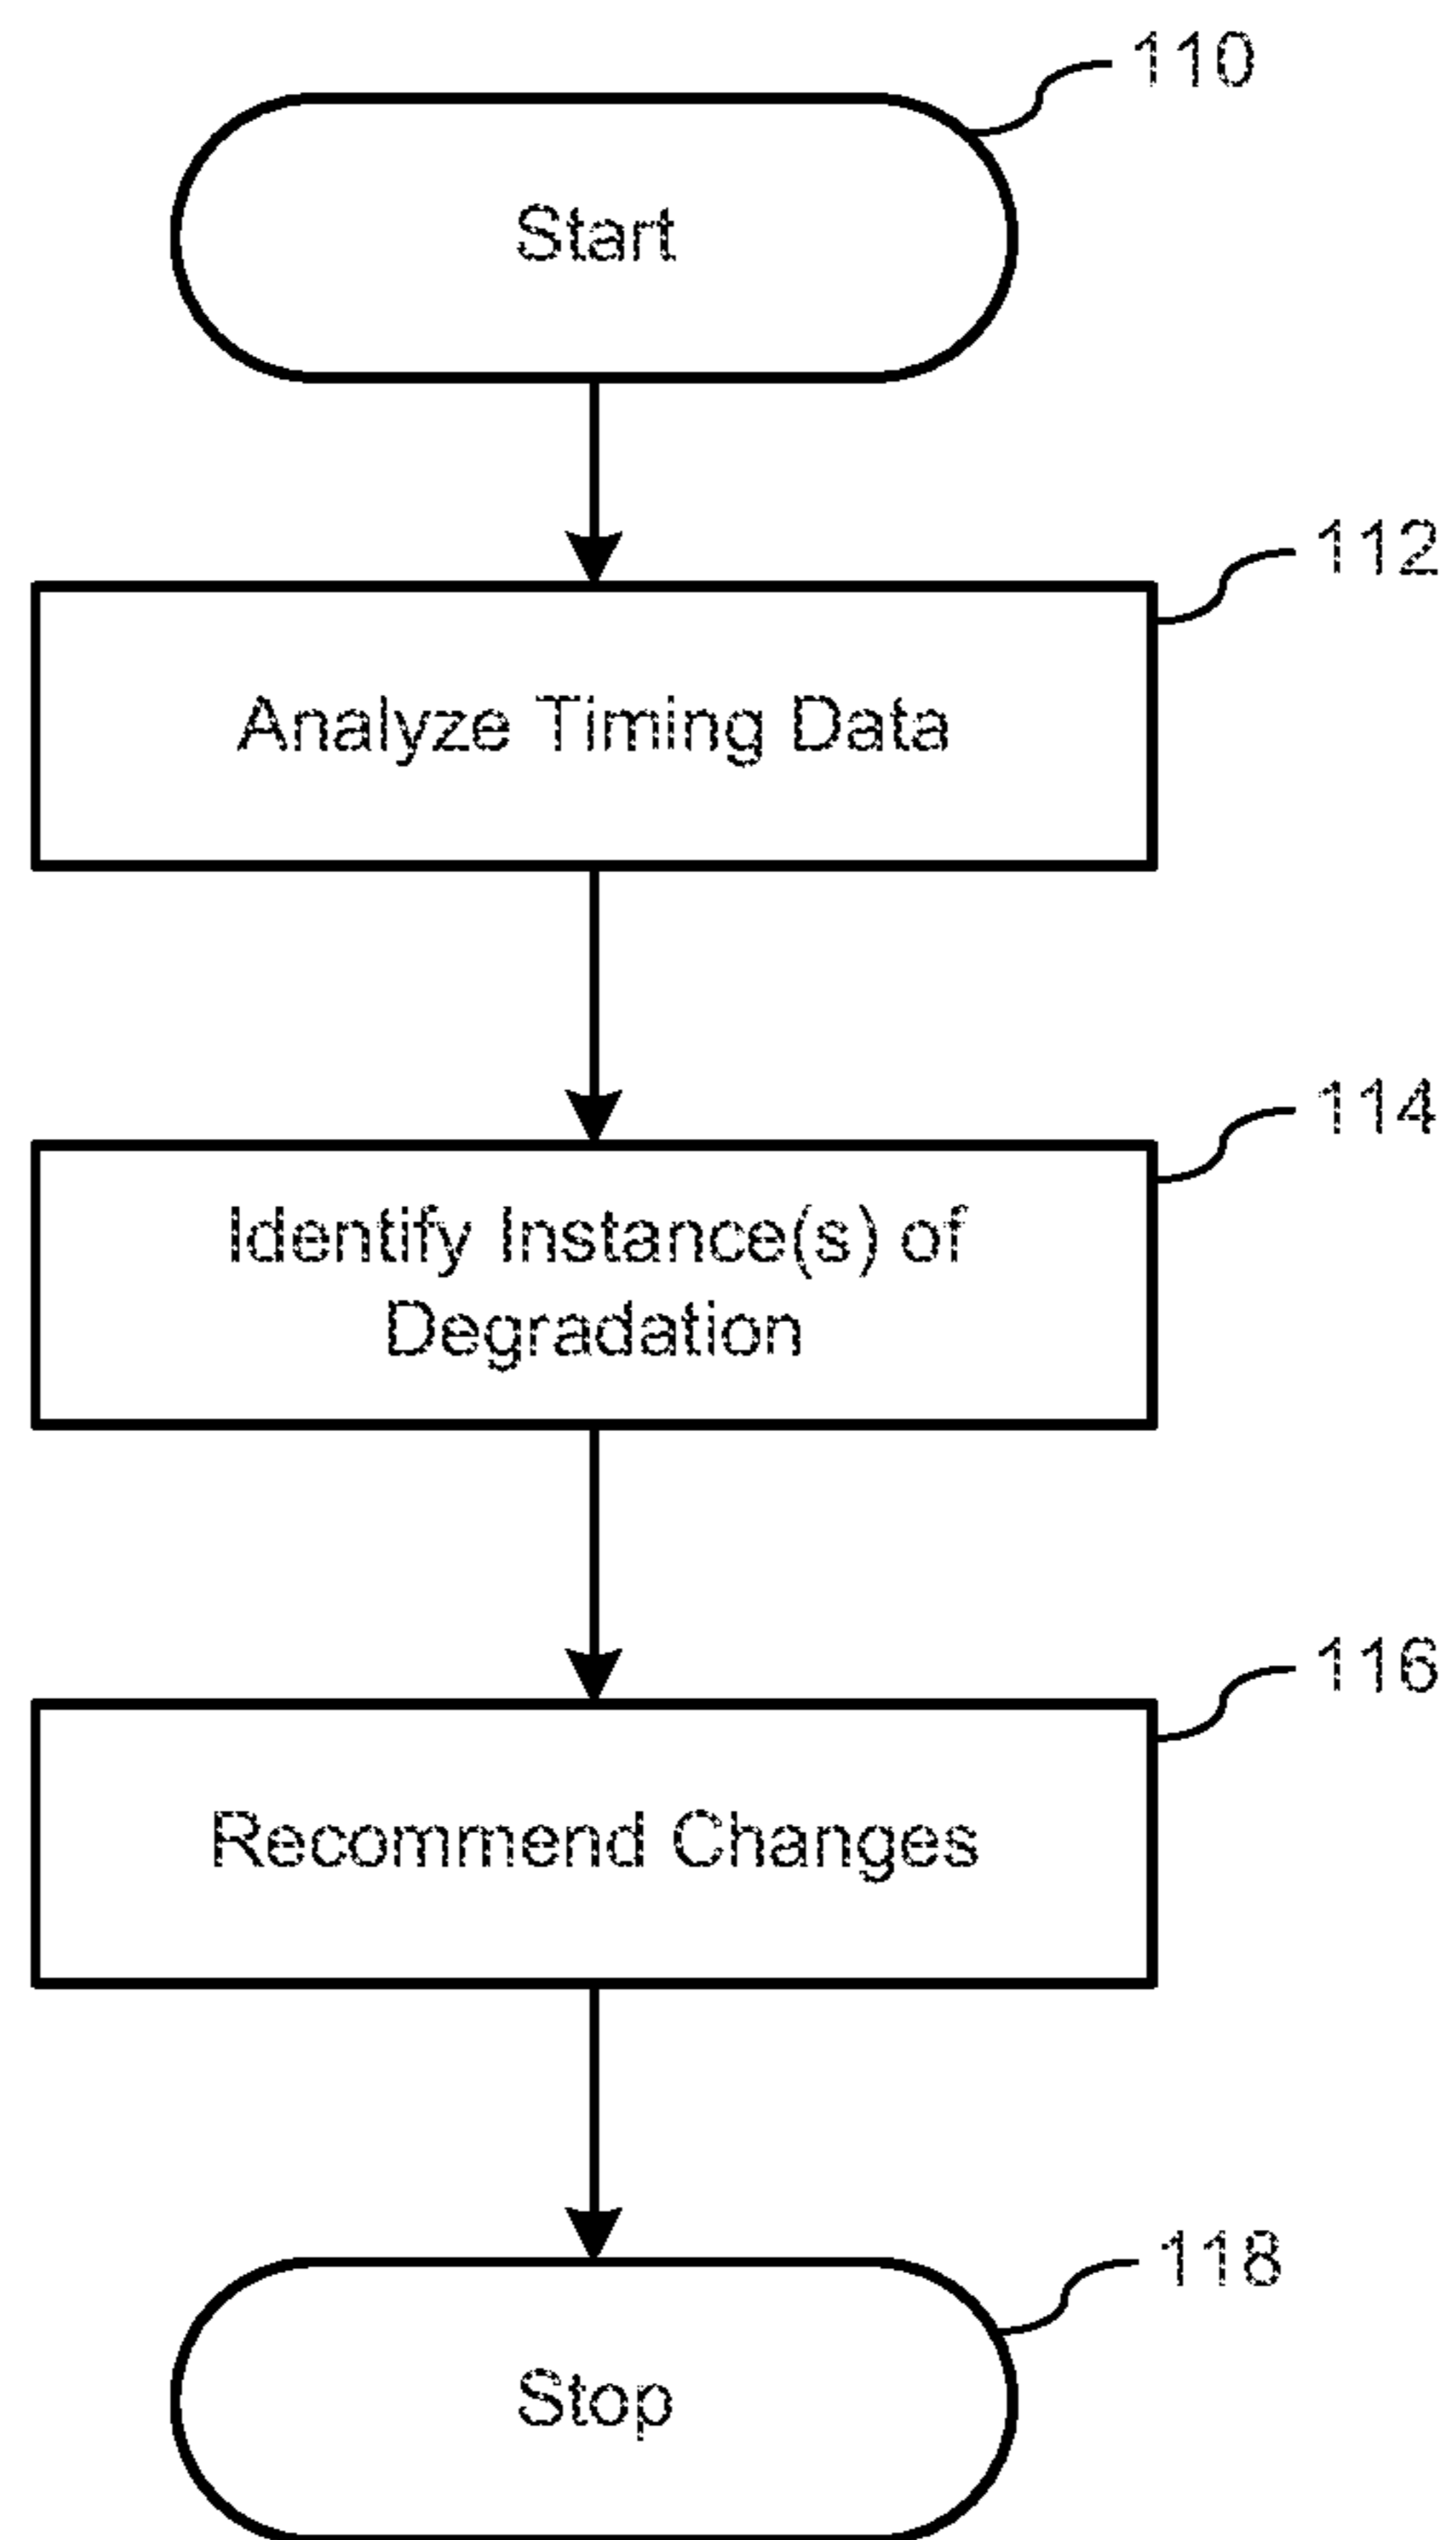 110
Start
112
Analyze Timing Data
114
Identify Instance(s) of
Degradation
116
Recommend Changes
118
Stop